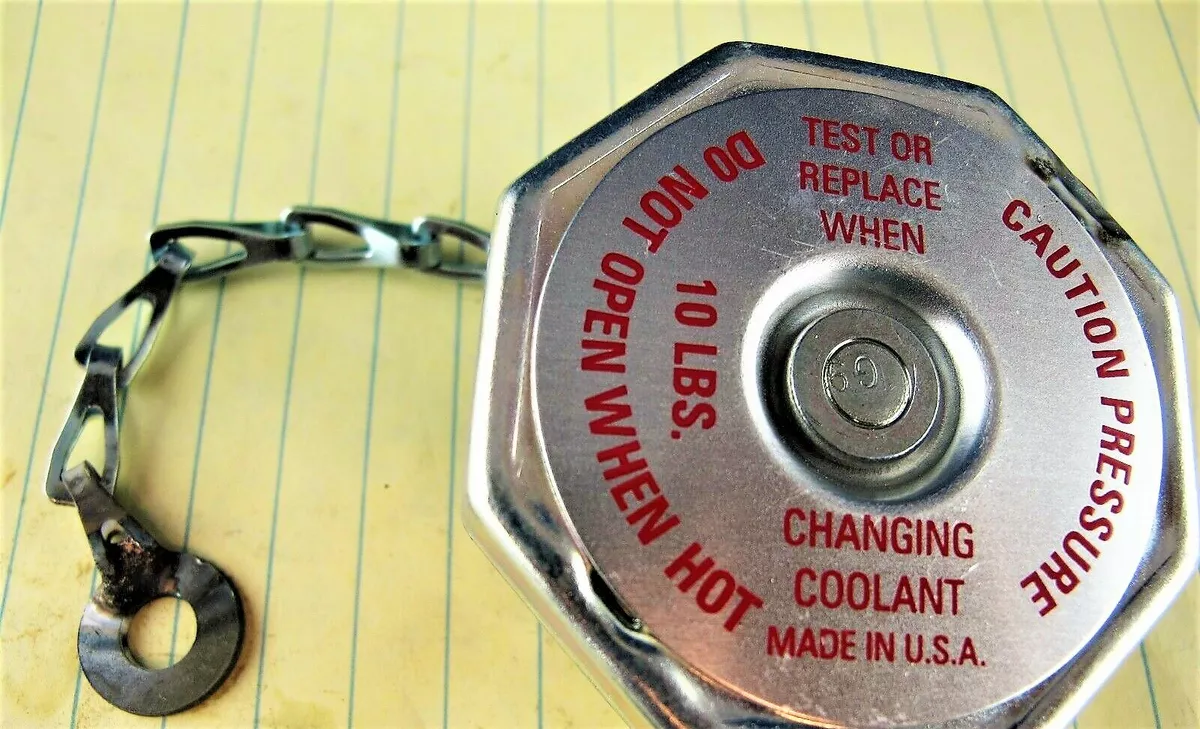 TEST OR
REPLACE
WHEN
DO NOT OPEN WHEN HOT
10 LBS.
CAUTION PRESSURE
CHANGING
COOLANT
MADE IN U.S.A.